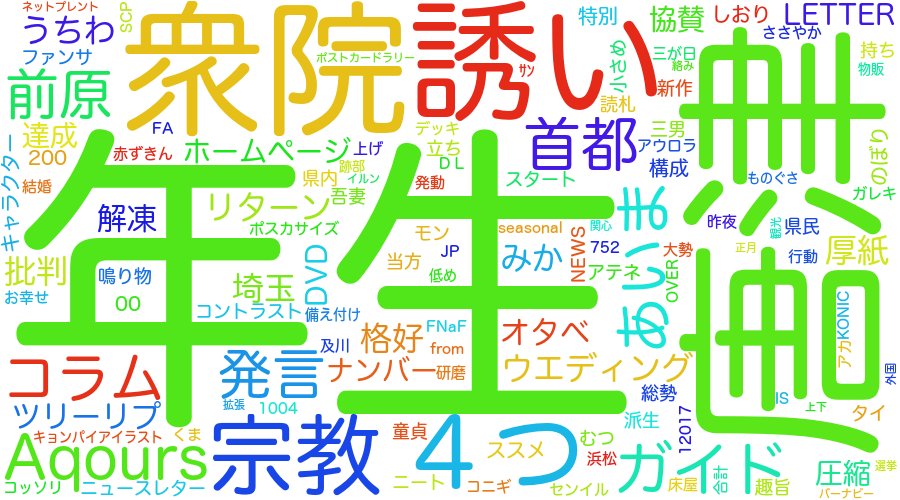 ネットプレント
SCP
うちわ
ファンサ
衆院
誘い
ポストカードラリー
ｻﾝ
小さめ
特別
協賛
しおり
LETTER
ささやか
三が日
持ち
絡み
物販
新作
前原
達成
FA
200
赤ずきん
ホームページ
上げ
デッキ
立ち
読札
三男
アウロラ
首都
無
のぼり
キャラクター
結婚
跡部
イルン
県内
吾妻
DL
発動
スタート
構成
ものぐさ
ガレキ
年生
解凍
リターン
ポスカサイズ
モン
seasonal
関心
あいま
昨夜
観光
県民
NEWS
752
大勢
正月
行動
厚紙
批判
鳴り物
DVD
当方
JP
低め
アテネ
OVER
みか
お幸せ
00
埼玉
コントラスト
備え付け
格好
FNaF
from
オタベ
及川
コラム
発言
ナンバー
研磨
ウエディング
アカ
KONIC
外国
拡張
1004
総勢
IS
上下
ツリーリプ
宗教
4つ
派生
12017
タイ
キョンパイアイラスト
くま
童貞
ススメ
むつ
浜松
Aqours
ガイド
圧縮
選挙
コッソリ
ニュースレター
ニート
コニギ
センイル
床屋
合計
趣旨
バーナビー